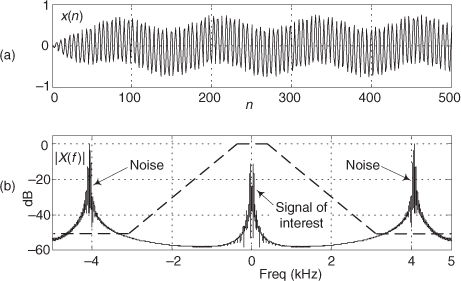 x(n)
1
0
−1
(a)
0 100 200 300 400 500
n
|X(f)|
0
−20
−40
−60
dB
(b)
Noise
Noise
Signal of
interest
−4 −2 0 2 4 5
Freq (kHz)